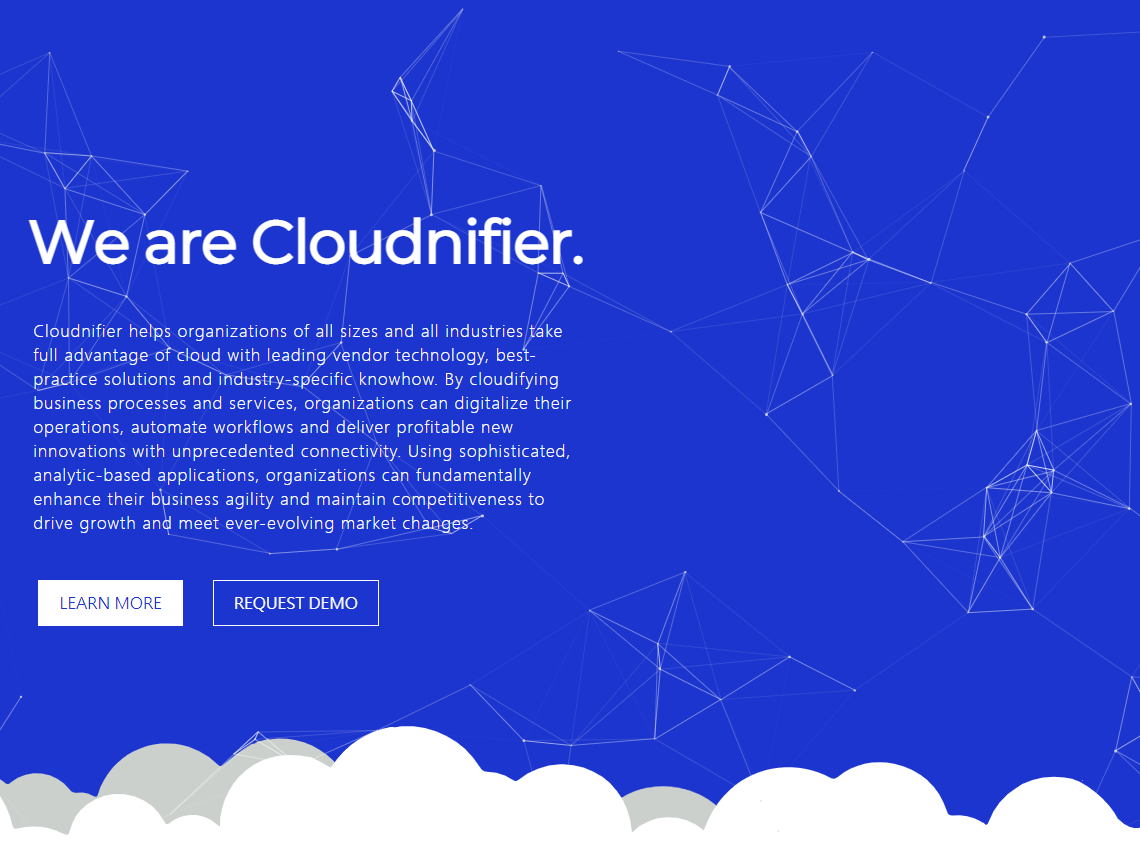 We are Cloudnifier.
Cloudnifier helps organizations of all sizes and all industries take
full advantage of cloud with leading vendor technology, best-
practice solutions and industry-specific knowhow. By cloudifying
business processes and services, organizations can digitalize their
operations, automate workflows and deliver profitable new
innovations with unprecedented connectivity. Using sophisticated,
analytic-based applications, organizations can fundamentally
enhance their business agility and maintain competitiveness to
drive growth and meet ever-evolving market changes.
LEARN MORE
REQUEST DEMO